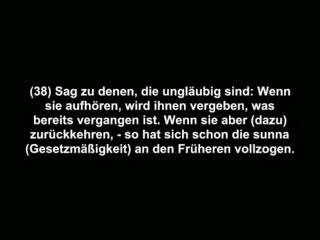 (38) Sag zu denen, die ungläubig sind: Wenn
sie aufhören, wird ihnen vergeben, was
bereits vergangen ist. Wenn sie aber (dazu)
zurückkehren, - so hat sich schon die sunna
(Gesetzmäßigkeit) an den Früheren vollzogen.